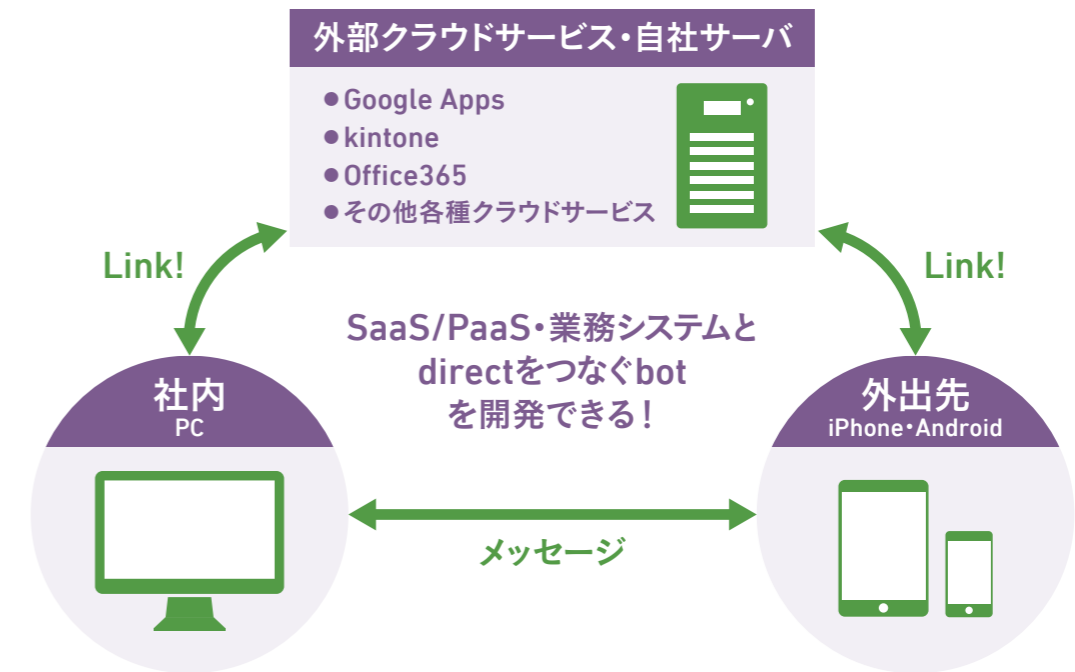 外部クラウドサービス・自社サーバ
●Google Apps
●kintone
●Office365
●その他各種クラウドサービス
Link!
Link!
SaaS/PaaS・業務システムと
directをつなぐbot
を開発できる!
社内
PC
外出先
iPhone・Android
メッセージ